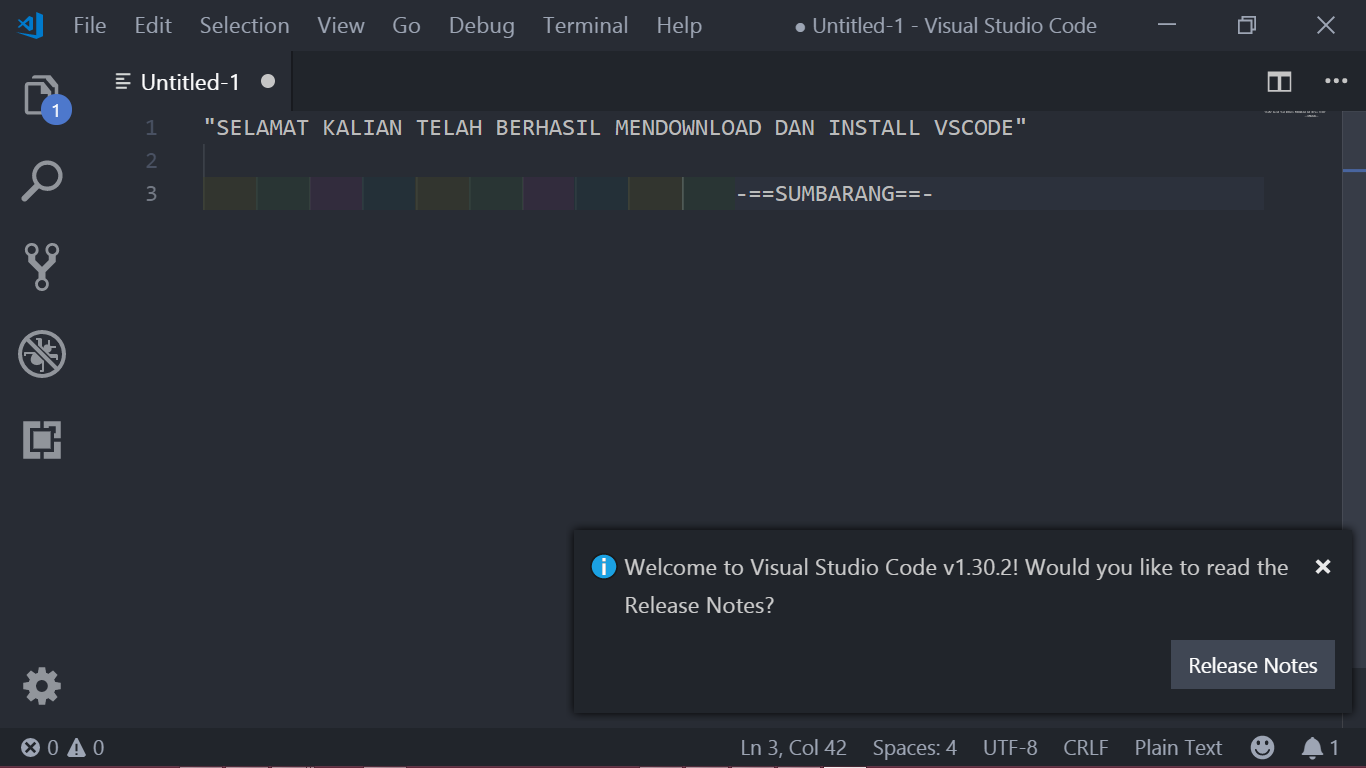 File Edit Selection View Go Debug Terminal Help ● Untitled-1 - Visual Studio Code
Untitled-1
1
1 "SELAMAT KALIAN TELAH BERHASIL MENDOWNLOAD DAN INSTALL VSCODE"
2
3 -==SUMBARANG==-
Welcome to Visual Studio Code v1.30.2! Would you like to read the
Release Notes?
Release Notes
0 0 Ln 3, Col 42 Spaces: 4 UTF-8 CRLF Plain Text 1